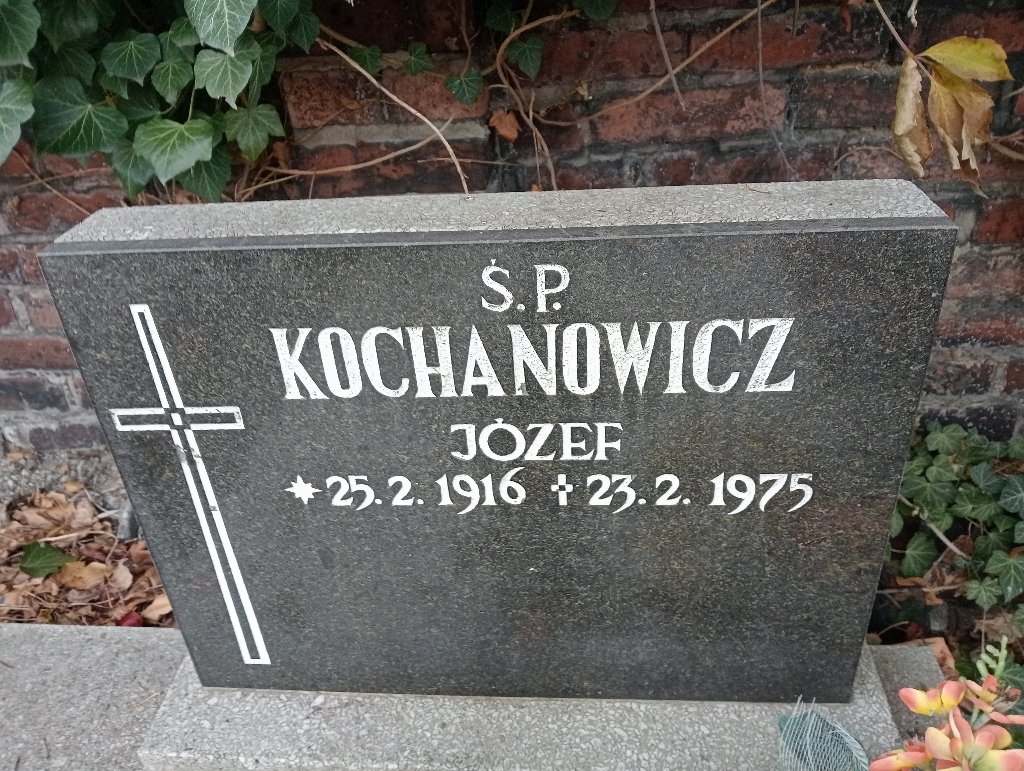 Ś.P.
KOCHANOWICZ
JÓZEF
* 25.2.1916 ✝ 23.2.1975